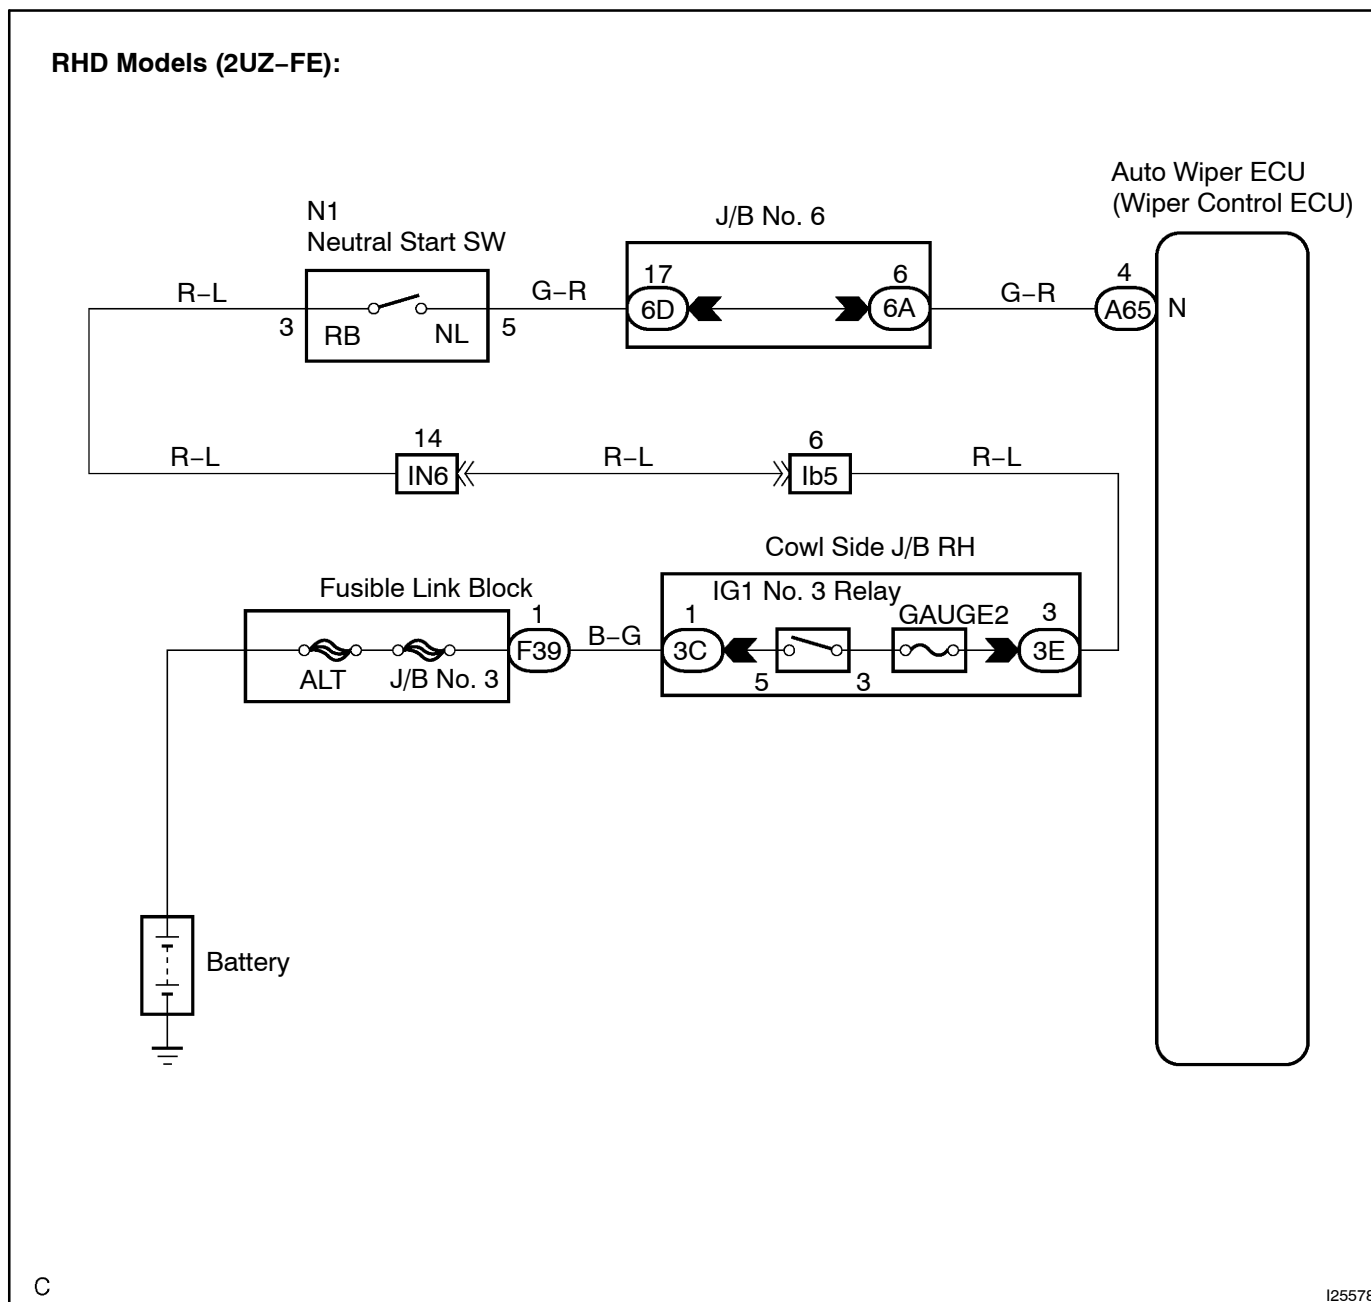 RHD Models (2UZ−FE):
Auto Wiper ECU
(Wiper Control ECU)
N1
Neutral Start SW
J/B No. 6
R−L
3
RB
NL
5
G−R
17
6D
6
6A
G−R
4
A65
N
R−L
14
IN6
R−L
6
Ib5
R−L
Cowl Side J/B RH
Fusible Link Block
IG1 No. 3 Relay
GAUGE2
ALT
J/B No. 3
1
F39
B−G
1
3C
5
3
3
3E
Battery
C
I25578